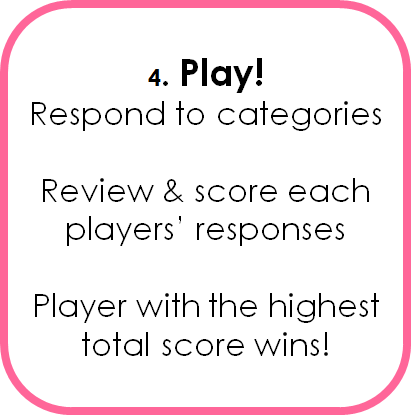 4. Play!
Respond to categories
Review & score each
players’ responses
Player with the highest
total score wins!